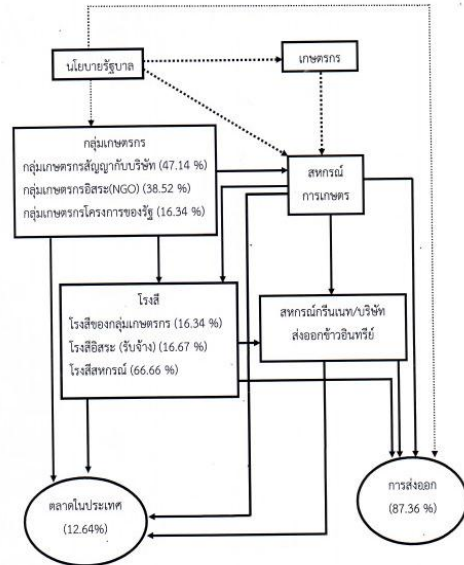 นโยบายรัฐบาล
เกษตรกร
กลุ่มเกษตรกร
กลุ่มเกษตรกรสัญญากับบริษัท (47.14 %)
กลุ่มเกษตรกรอิสระ(NGO) (38.52 %)
กลุ่มเกษตรกรโครงการของรัฐ (16.34 %)
สหกรณ์
การเกษตร
โรงสี
โรงสีของกลุ่มเกษตรกร (16.34 %)
โรงสีอิสระ (รับจ้าง) (16.67 %)
โรงสีสหกรณ์ (66.66 %)
สหกรณ์กรีนเนท/บริษัท
ส่งออกข้าวอินทรีย์
ตลาดในประเทศ
(12.64%)
การส่งออก
(87.36 %)